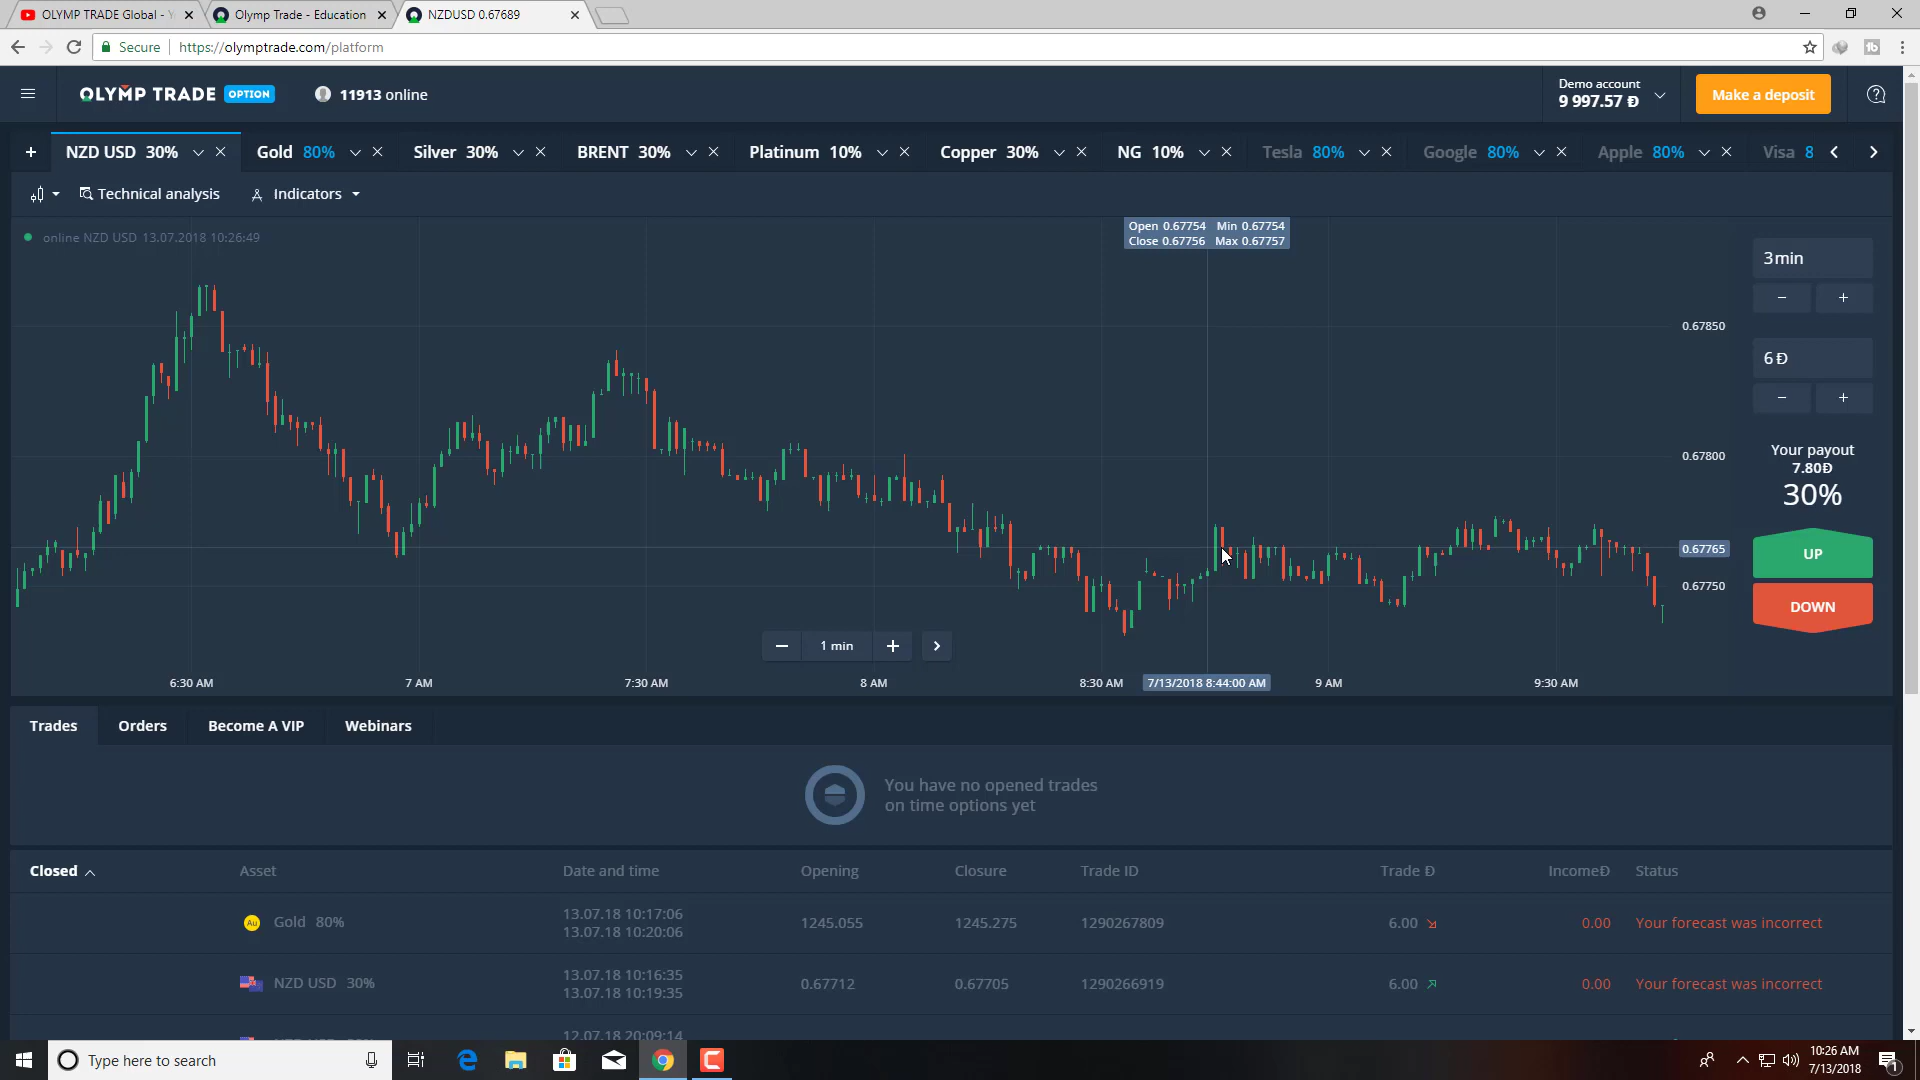 OLYMP TRADE Global - Y
Olymp Trade - Education
NZDUSD 0.67689
Secure
https://olymptrade.com/platform
OLYMP TRADE OPTION
11913 online
Demo account
9 997.57 Đ
Make a deposit
NZD USD 30%
Gold 80%
Silver 30%
BRENT 30%
Platinum 10%
Copper 30%
NG 10%
Tesla 80%
Google 80%
Apple 80%
Visa 8
Technical analysis
Indicators
online NZD USD 13.07.2018 10:26:49
Open 0.67754 Min 0.67754
Close 0.67756 Max 0.67757
3 min
− +
0.67850
6 Đ
− +
Your payout
7.80Đ
30%
0.67800
0.67765
UP
0.67750
DOWN
− 1 min +
6:30 AM
7 AM
7:30 AM
8 AM
8:30 AM
7/13/2018 8:44:00 AM
9 AM
9:30 AM
Trades
Orders
Become A VIP
Webinars
You have no opened trades
on time options yet
Closed Asset Date and time Opening Closure Trade ID Trade Đ IncomeĐ Status
Au Gold 80% 13.07.18 10:17:06 1245.055 1245.275 1290267809 6.00 0.00 Your forecast was incorrect
13.07.18 10:20:06
NZD USD 30% 13.07.18 10:16:35 0.67712 0.67705 1290266919 6.00 0.00 Your forecast was incorrect
13.07.18 10:19:35
12.07.18 20:09:14
Type here to search
10:26 AM
7/13/2018
1